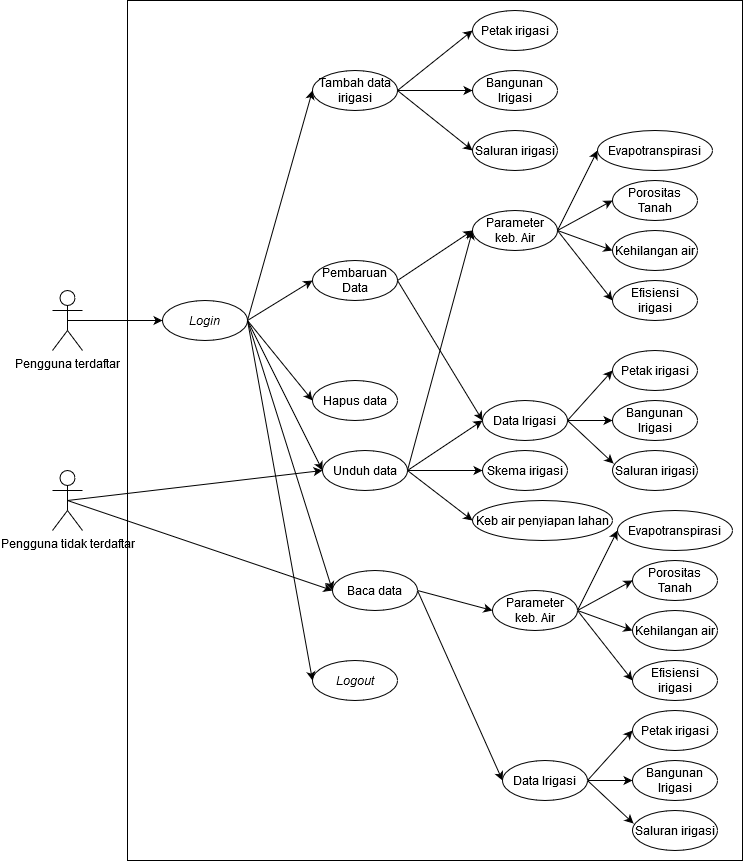 Petak irigasi
Tambah data
irigasi
Bangunan
Irigasi
Saluran irigasi
Evapotranspirasi
Porositas
Tanah
Parameter
keb. Air
Kehilangan air
Pembaruan
Data
Efisiensi
irigasi
Login
Pengguna terdaftar
Petak irigasi
Hapus data
Data Irigasi
Bangunan
Irigasi
Unduh data
Skema irigasi
Saluran irigasi
Keb air penyiapan lahan
Pengguna tidak terdaftar
Evapotranspirasi
Porositas
Tanah
Baca data
Parameter
keb. Air
Kehilangan air
Logout
Efisiensi
irigasi
Petak irigasi
Data Irigasi
Bangunan
Irigasi
Saluran irigasi